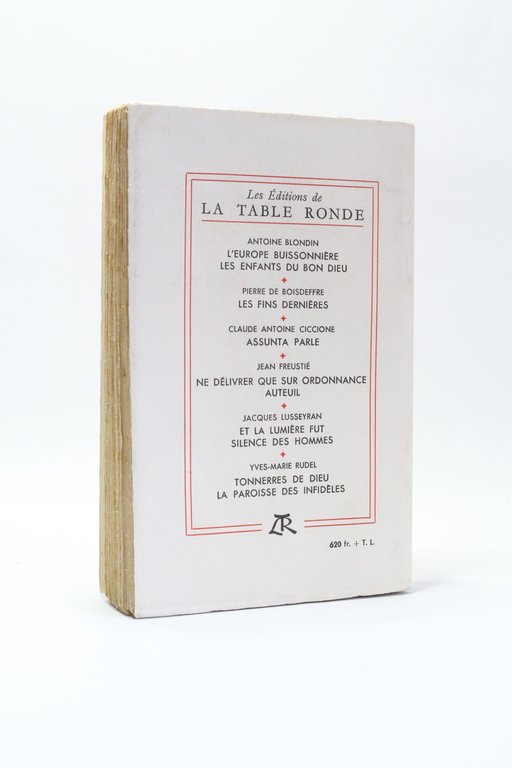 Les Éditions de
LA TABLE RONDE
ANTOINE BLONDIN
L'EUROPE BUISSONNIÈRE
LES ENFANTS DU BON DIEU
PIERRE DE BOISDEFFRE
LES FINS DERNIÈRES
CLAUDE ANTOINE CICCIONE
ASSUNTA PARLE
JEAN FREUSTIÉ
NE DÉLIVRER QUE SUR ORDONNANCE
AUTEUIL
JACQUES LUSSEYRAN
ET LA LUMIÈRE FUT
SILENCE DES HOMMES
YVES-MARIE RUDEL
TONNERRES DE DIEU
LA PAROISSE DES INFIDÈLES
LTR
620 fr. + T. L.